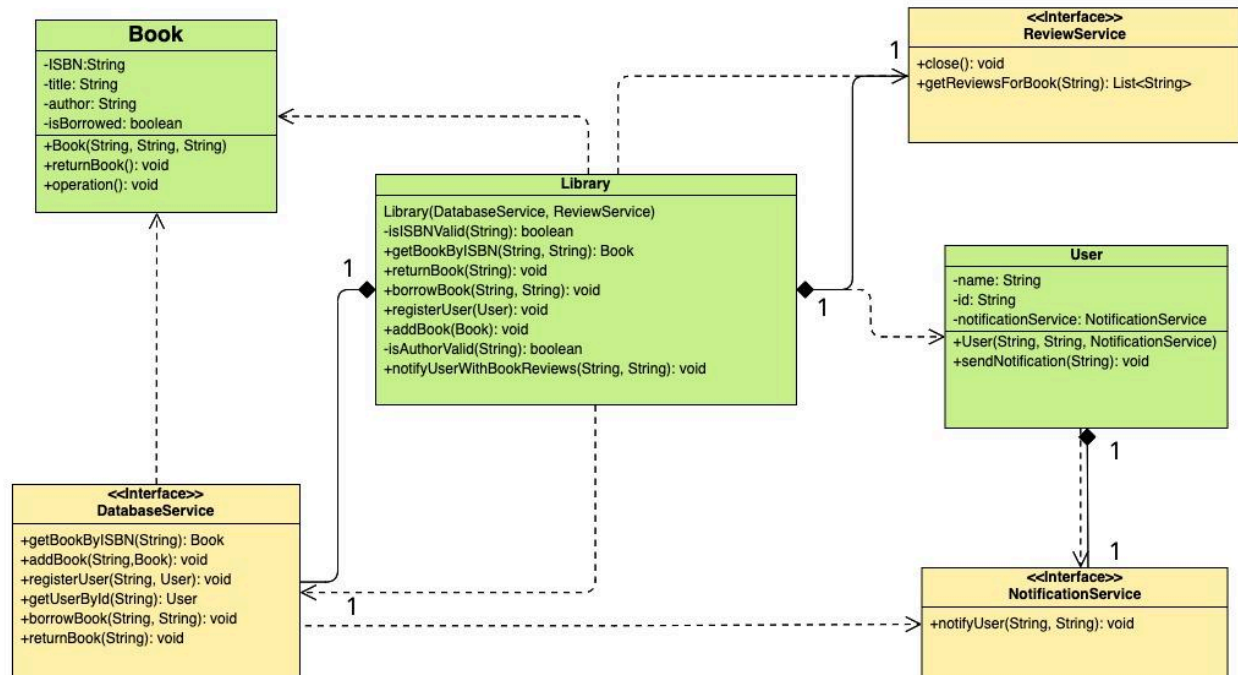 Book
-ISBN:String
-title: String
-author: String
-isBorrowed: boolean
+Book(String, String, String)
+returnBook(): void
+operation(): void
<<Interface>>
ReviewService
+close(): void
+getReviewsForBook(String): List<String>
1
Library
Library(DatabaseService, ReviewService)
-isISBNValid(String): boolean
+getBookByISBN(String, String): Book
+returnBook(String): void
+borrowBook(String, String): void
+registerUser(User): void
+addBook(Book): void
-isAuthorValid(String): boolean
+notifyUserWithBookReviews(String, String): void
1
1
User
-name: String
-id: String
-notificationService: NotificationService
+User(String, String, NotificationService)
+sendNotification(String): void
1
1
<<Interface>>
DatabaseService
+getBookByISBN(String): Book
+addBook(String,Book): void
+registerUser(String, User): void
+getUserById(String): User
+borrowBook(String, String): void
+returnBook(String): void
1
<<Interface>>
NotificationService
+notifyUser(String, String): void